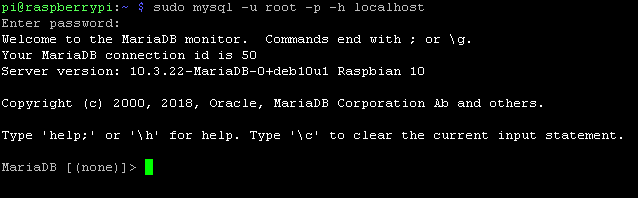 pi@raspberrypi:~ $ sudo mysql -u root -p -h localhost
Enter password:
Welcome to the MariaDB monitor.  Commands end with ; or \g.
Your MariaDB connection id is 50
Server version: 10.3.22-MariaDB-0+deb10u1 Raspbian 10

Copyright (c) 2000, 2018, Oracle, MariaDB Corporation Ab and others.

Type 'help;' or '\h' for help. Type '\c' to clear the current input statement.

MariaDB [(none)]>